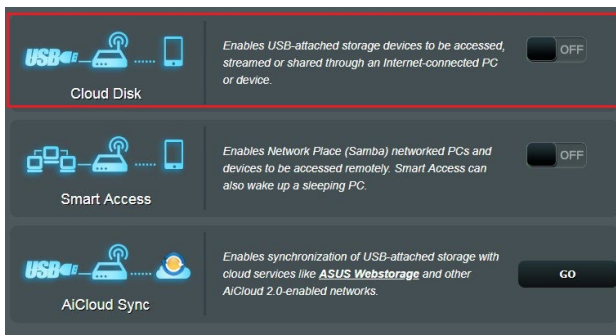 USB
Cloud Disk
Enables USB-attached storage devices to be accessed,
streamed or shared through an Internet-connected PC
or device.
OFF
Smart Access
Enables Network Place (Samba) networked PCs and
devices to be accessed remotely. Smart Access can
also wake up a sleeping PC.
OFF
USB
AiCloud Sync
Enables synchronization of USB-attached storage with
cloud services like ASUS Webstorage and other
AiCloud 2.0-enabled networks.
GO